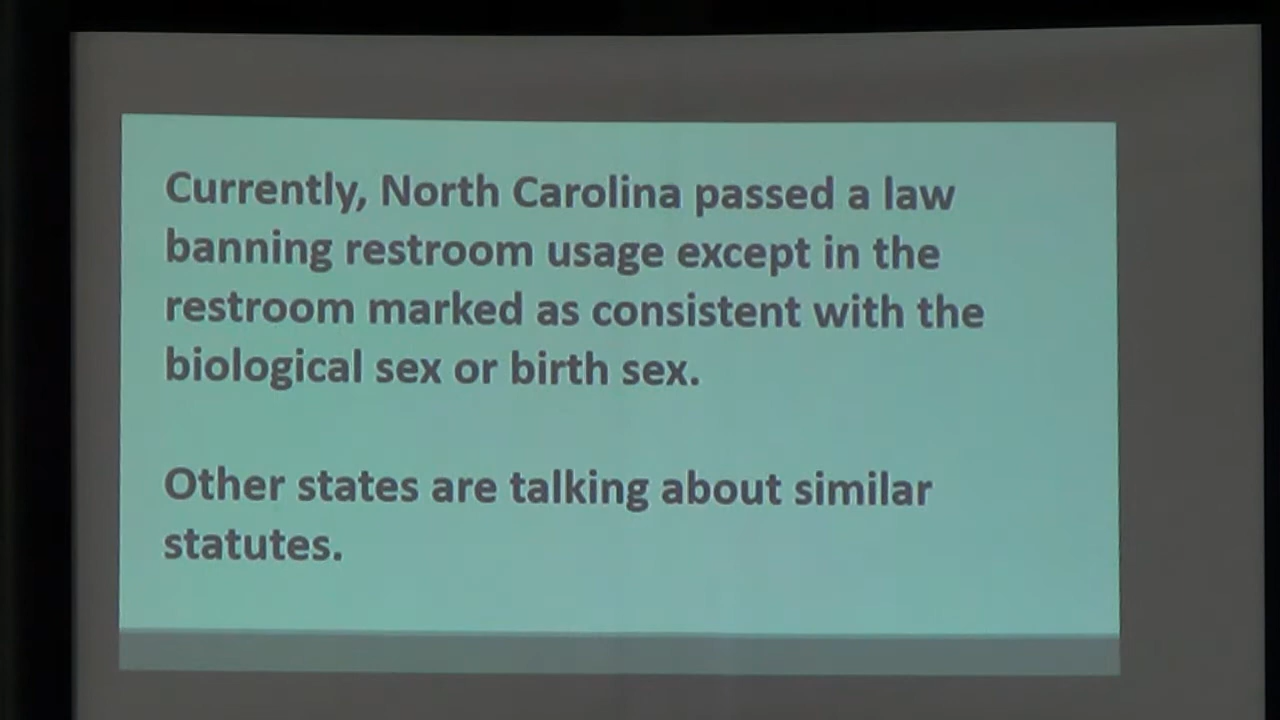 Currently, North Carolina passed a law
banning restroom usage except in the
restroom marked as consistent with the
biological sex or birth sex.
Other states are talking about similar
statutes.